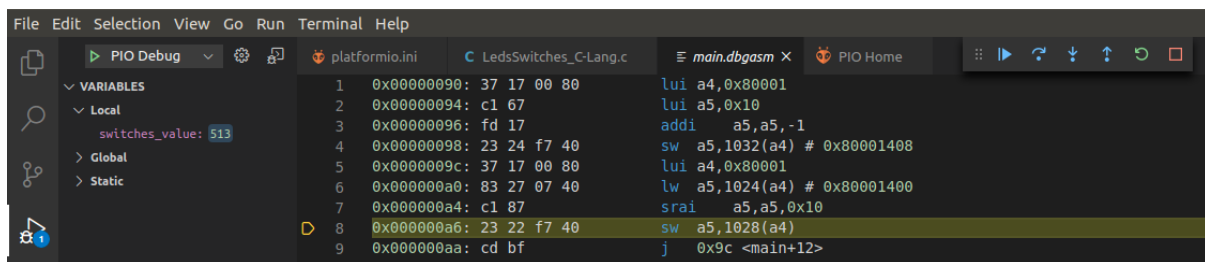 File Edit Selection View Go Run Terminal Help
PIO Debug
platformio.ini
LedsSwitches_C-Lang.c
main.dbgasm
PIO Home
VARIABLES
Local
switches_value: 513
Global
Static
1 0x00000090: 37 17 00 80 lui a4,0x80001
2 0x00000094: c1 67 lui a5,0x10
3 0x00000096: fd 17 addi a5,a5,-1
4 0x00000098: 23 24 f7 40 sw a5,1032(a4) # 0x80001408
5 0x0000009c: 37 17 00 80 lui a4,0x80001
6 0x000000a0: 83 27 07 40 lw a5,1024(a4) # 0x80001400
7 0x000000a4: c1 87 srai a5,a5,0x10
8 0x000000a6: 23 22 f7 40 sw a5,1028(a4)
9 0x000000aa: cd bf j 0x9c <main+12>
1